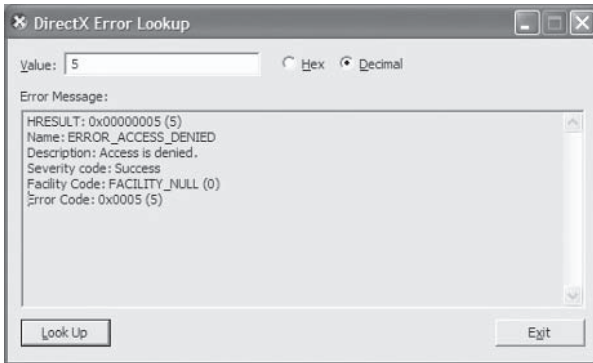 DirectX Error Lookup
Value: 5 Hex Decimal
Error Message:
HRESULT: 0x00000005 (5)
Name: ERROR_ACCESS_DENIED
Description: Access is denied.
Severity code: Success
Facility Code: FACILITY_NULL (0)
Error Code: 0x0005 (5)
Look Up Exit